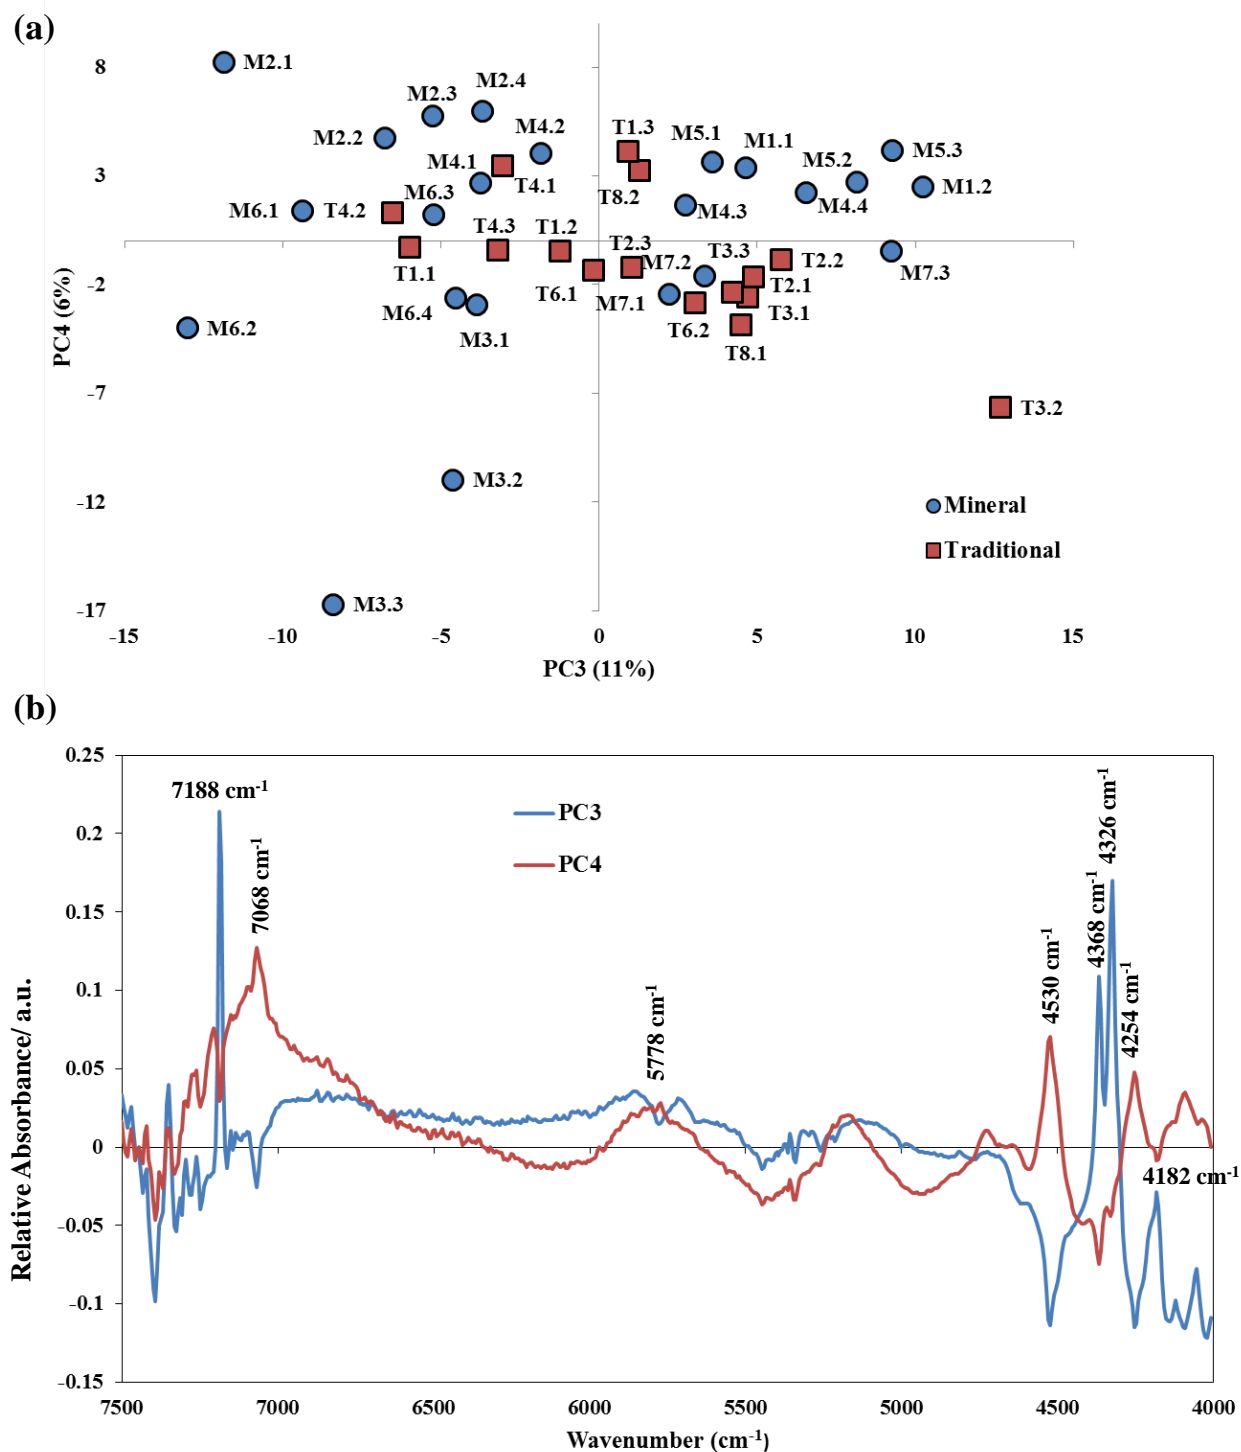 (a)
8
3
-2
-7
-12
-17
PC4 (6%)
M2.1
M2.4
M2.3
M2.2
M4.2
M4.1
T4.1
T1.3
M5.1
M1.1
M5.3
M5.2
M1.2
T8.2
M4.3
M4.4
M6.1
T4.2
M6.3
T4.3
T1.2
T2.3
T3.3
T1.1
M7.2
T2.2
M7.3
T6.1
M7.1
T2.1
M6.4
M6.2
M3.1
T6.2
T3.1
T8.1
T3.2
M3.2
M3.3
Mineral
Traditional
-15
-10
-5
0
5
10
15
PC3 (11%)
(b)
0.25
0.2
0.15
0.1
0.05
0
-0.05
-0.1
-0.15
Relative Absorbance/ a.u.
7188 cm-1
7068 cm-1
PC3
PC4
5778 cm-1
4530 cm-1
4368 cm-1
4326 cm-1
4254 cm-1
4182 cm-1
7500
7000
6500
6000
5500
5000
4500
4000
Wavenumber (cm-1)